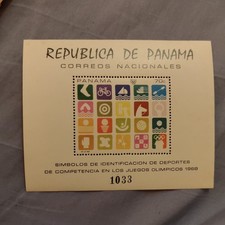 REPUBLICA DE PANAMA
CORREOS NACIONALES
PANAMA 70c
SIMBOLOS DE IDENTIFICACION DE DEPORTES
DE COMPETENCIA EN LOS JUEGOS OLIMPICOS 1968
1033